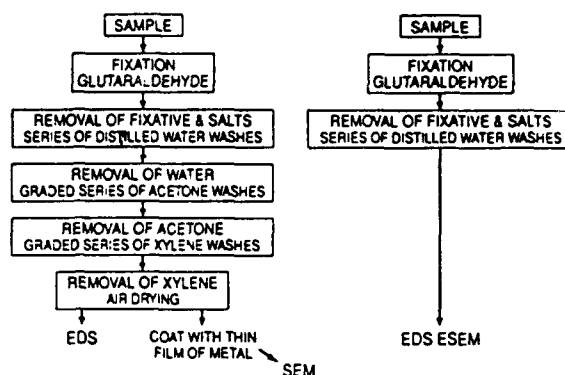 SAMPLE
FIXATION
GLUTARALDEHYDE
REMOVAL OF FIXATIVE & SALTS
SERIES OF DISTILLED WATER WASHES
REMOVAL OF WATER
GRADED SERIES OF ACETONE WASHES
REMOVAL OF ACETONE
GRADED SERIES OF XYLENE WASHES
REMOVAL OF XYLENE
AIR DRYING
EDS
COAT WITH THIN
FILM OF METAL
SEM
SAMPLE
FIXATION
GLUTARALDEHYDE
REMOVAL OF FIXATIVE & SALTS
SERIES OF DISTILLED WATER WASHES
EDS ESEM